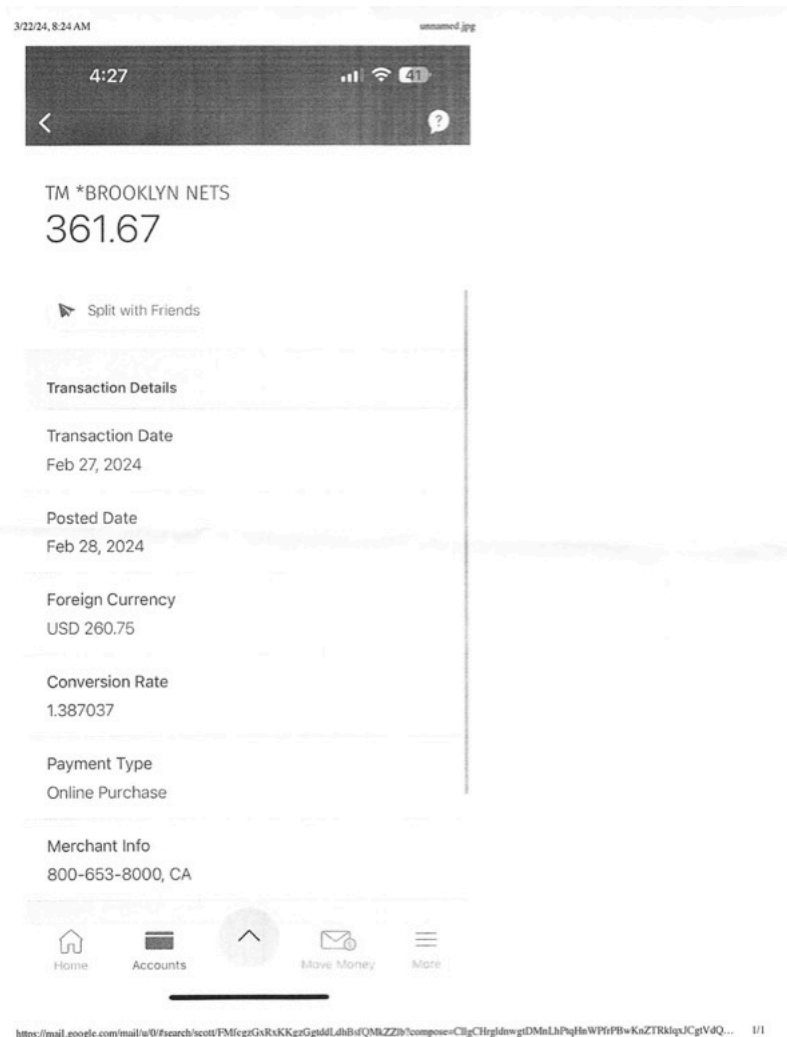 3/22/24, 8:24 AM
unnamed.jpg
4:27
41
?
TM *BROOKLYN NETS
361.67
Split with Friends
Transaction Details
Transaction Date
Feb 27, 2024
Posted Date
Feb 28, 2024
Foreign Currency
USD 260.75
Conversion Rate
1.387037
Payment Type
Online Purchase
Merchant Info
800-653-8000, CA
Home
Accounts
Move Money
More
1/1